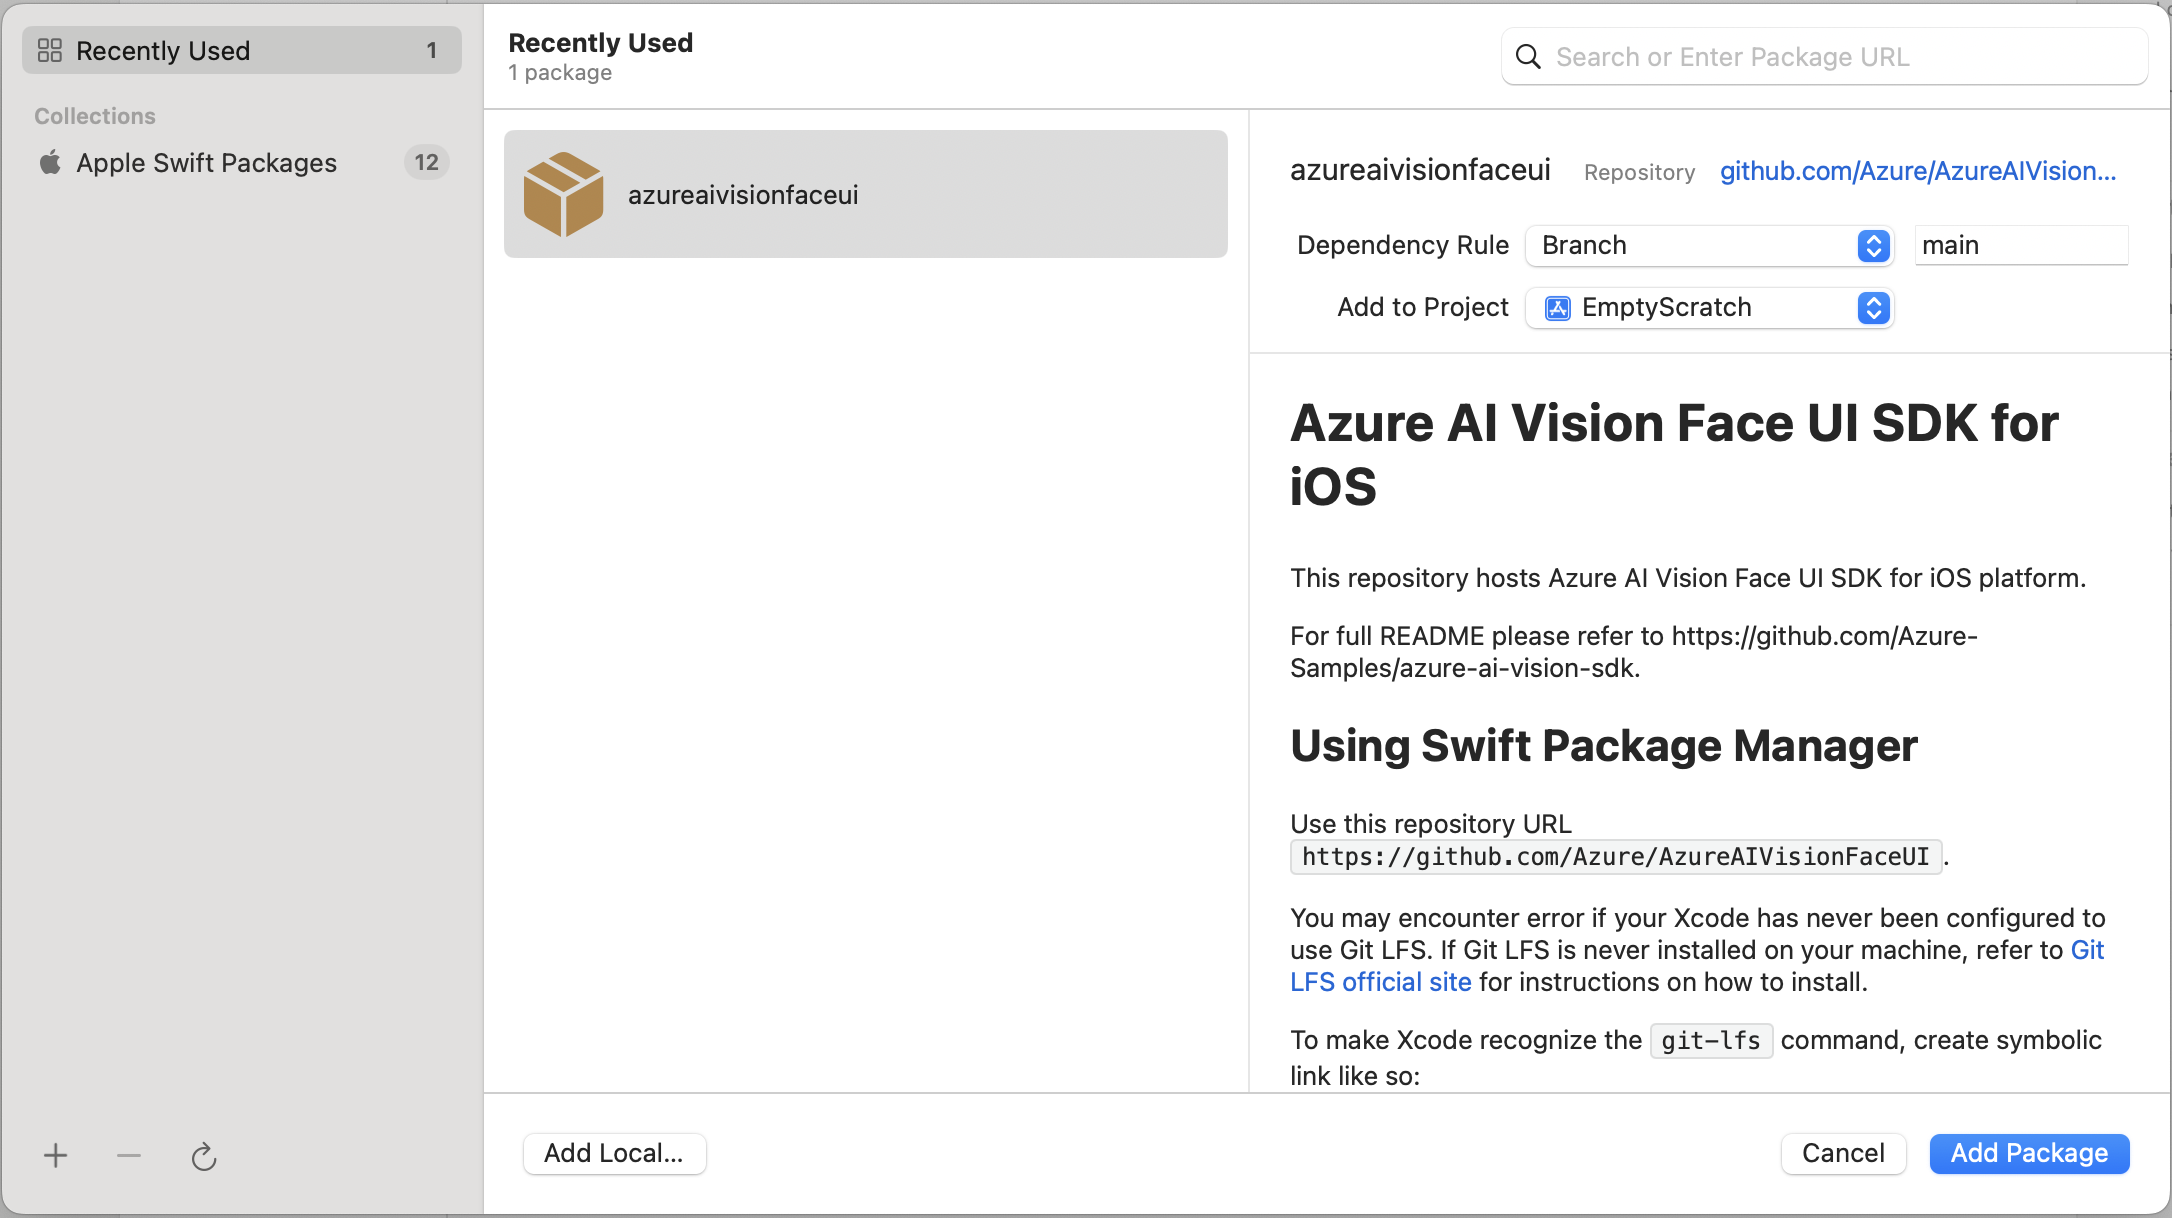 Recently Used 1
Collections
Apple Swift Packages 12
Recently Used
1 package
Search or Enter Package URL
azureaivisionfaceui
azureaivisionfaceui Repository github.com/Azure/AzureAIVision...
Dependency Rule Branch main
Add to Project EmptyScratch
Azure AI Vision Face UI SDK for
iOS
This repository hosts Azure AI Vision Face UI SDK for iOS platform.
For full README please refer to https://github.com/Azure-
Samples/azure-ai-vision-sdk.
Using Swift Package Manager
Use this repository URL
https://github.com/Azure/AzureAIVisionFaceUI.
You may encounter error if your Xcode has never been configured to
use Git LFS. If Git LFS is never installed on your machine, refer to Git
LFS official site for instructions on how to install.
To make Xcode recognize the git-lfs command, create symbolic
link like so:
Add Local...
Cancel
Add Package